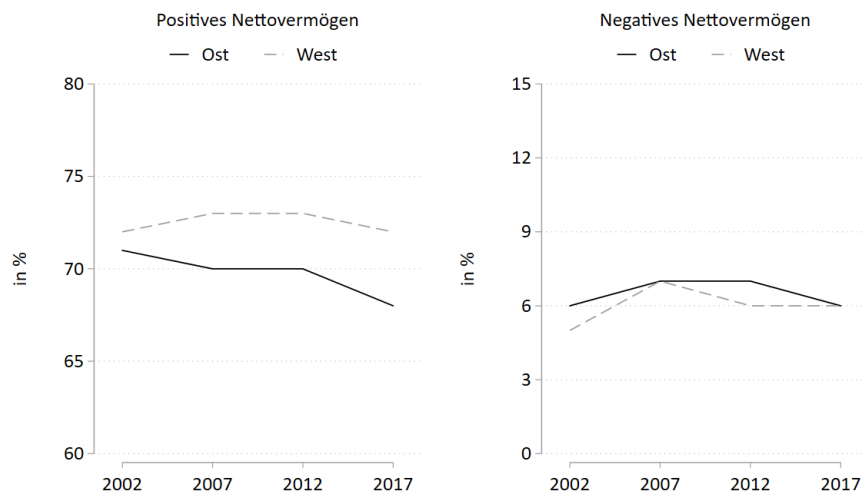 Positives Nettovermögen
Ost West
80
75
70
65
60
in %
2002 2007 2012 2017
Negatives Nettovermögen
Ost West
15
12
9
6
3
0
in %
2002 2007 2012 2017